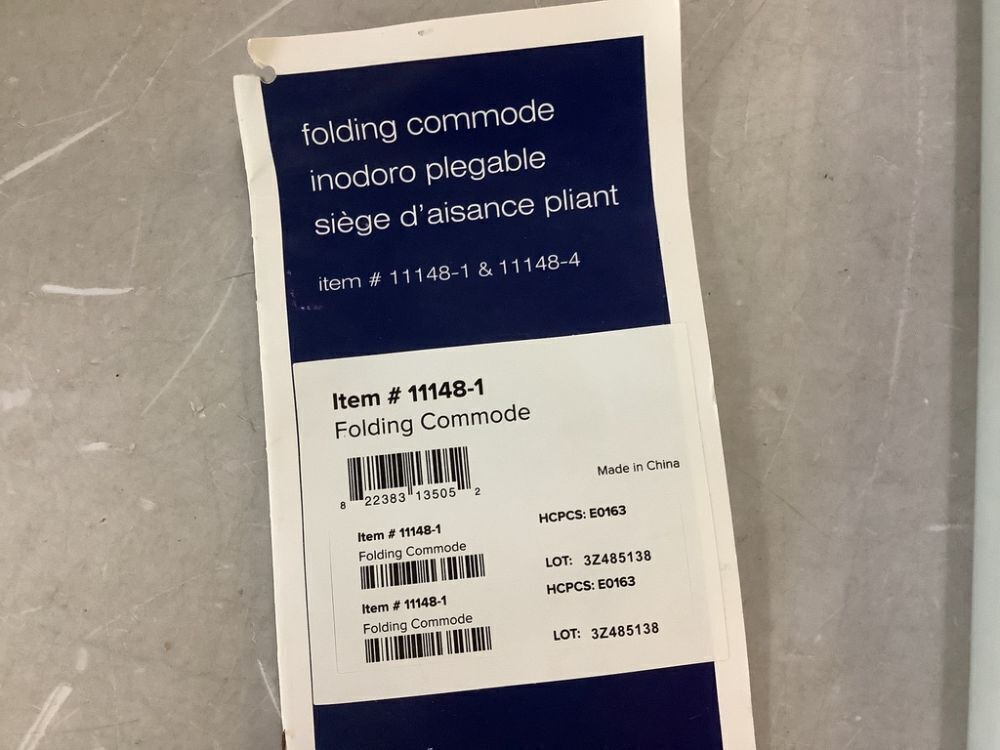 folding commode
inodoro plegable
siège d'aisance pliant
item # 11148-1 & 11148-4
Item # 11148-1
Folding Commode
8 22383 13505 2
Made in China
Item # 11148-1
Folding Commode
HCPCS: E0163
LOT: 3Z485138
Item # 11148-1
Folding Commode
HCPCS: E0163
LOT: 3Z485138